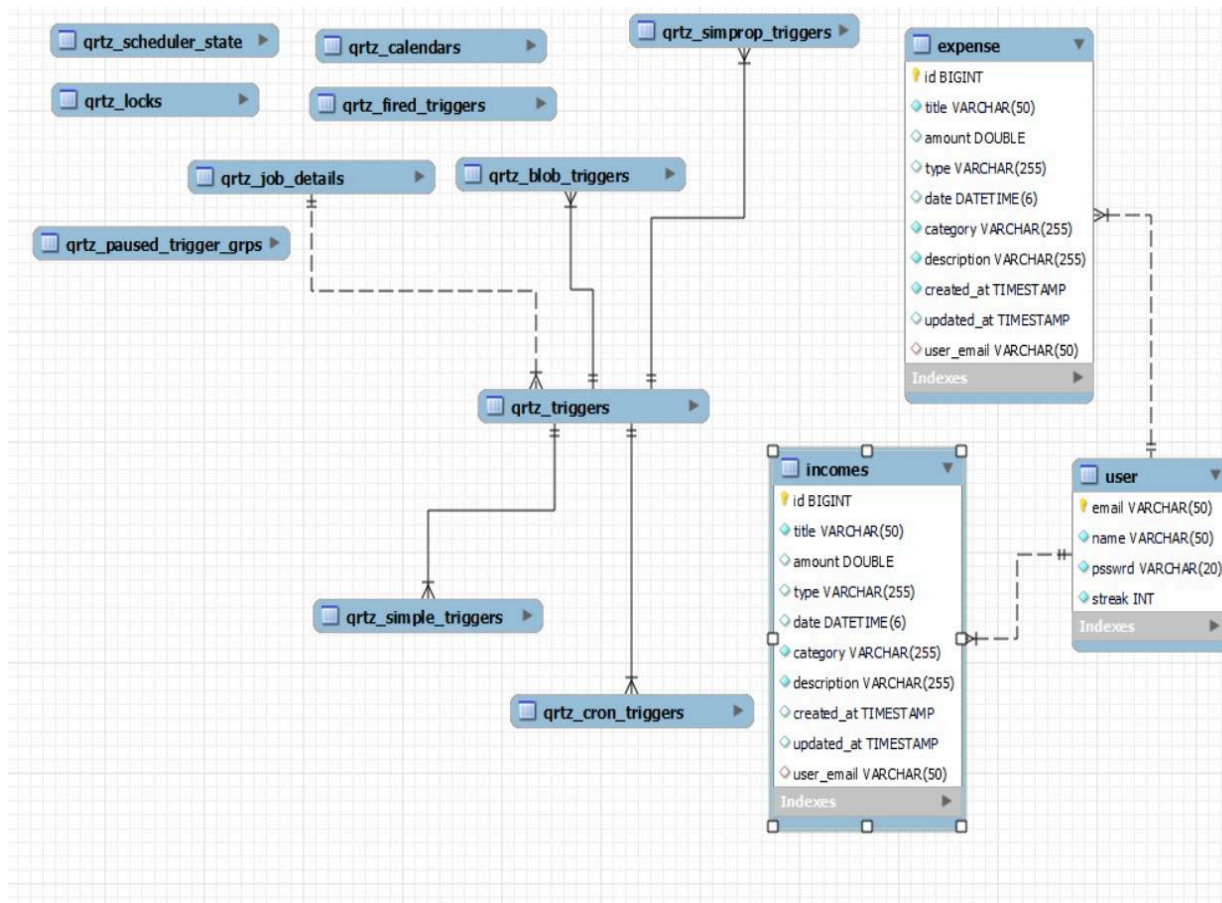 qrtz_scheduler_state
qrtz_calendars
qrtz_simprop_triggers
qrtz_locks
qrtz_fired_triggers
qrtz_job_details
qrtz_blob_triggers
qrtz_paused_trigger_grps
qrtz_triggers
qrtz_simple_triggers
qrtz_cron_triggers
expense
id BIGINT
title VARCHAR(50)
amount DOUBLE
type VARCHAR(255)
date DATETIME(6)
category VARCHAR(255)
description VARCHAR(255)
created_at TIMESTAMP
updated_at TIMESTAMP
user_email VARCHAR(50)
Indexes
incomes
id BIGINT
title VARCHAR(50)
amount DOUBLE
type VARCHAR(255)
date DATETIME(6)
category VARCHAR(255)
description VARCHAR(255)
created_at TIMESTAMP
updated_at TIMESTAMP
user_email VARCHAR(50)
Indexes
user
email VARCHAR(50)
name VARCHAR(50)
psswrd VARCHAR(20)
streak INT
Indexes